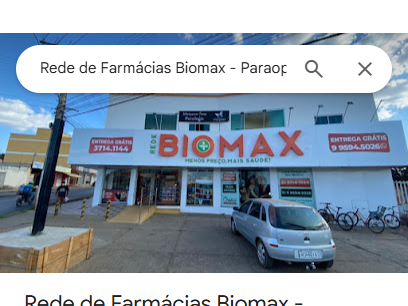 Rede de Farmácias Biomax - Paraop
ENTREGA GRÁTIS
3714.1144
REDE
BIOMAX
MENOS PREÇO, MAIS SAÚDE!
ENTREGA GRÁTIS
9 9594.5026
Rede de Farmácias Biomax -